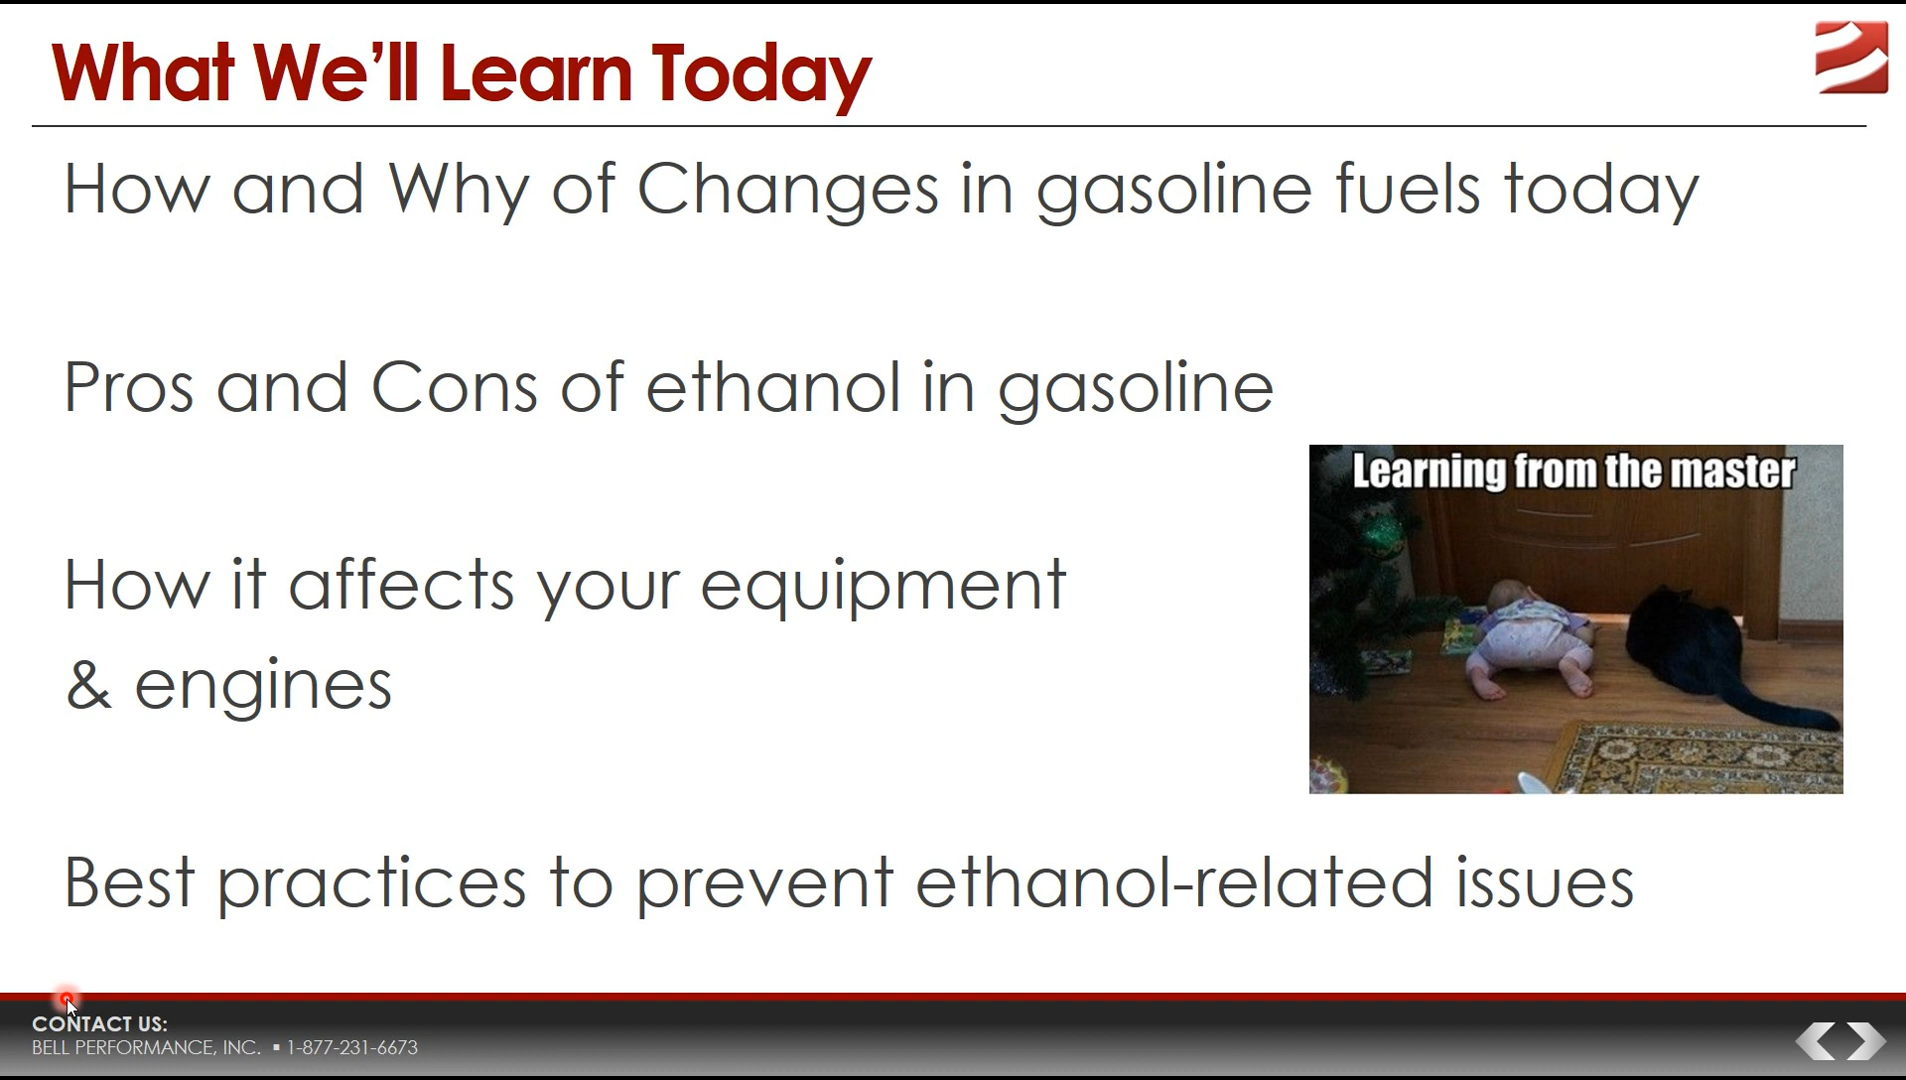 What We’ll Learn Today
How and Why of Changes in gasoline fuels today
Pros and Cons of ethanol in gasoline
Learning from the master
How it affects your equipment
& engines
Best practices to prevent ethanol-related issues
CONTACT US:
BELL PERFORMANCE, INC. ▪ 1-877-231-6673